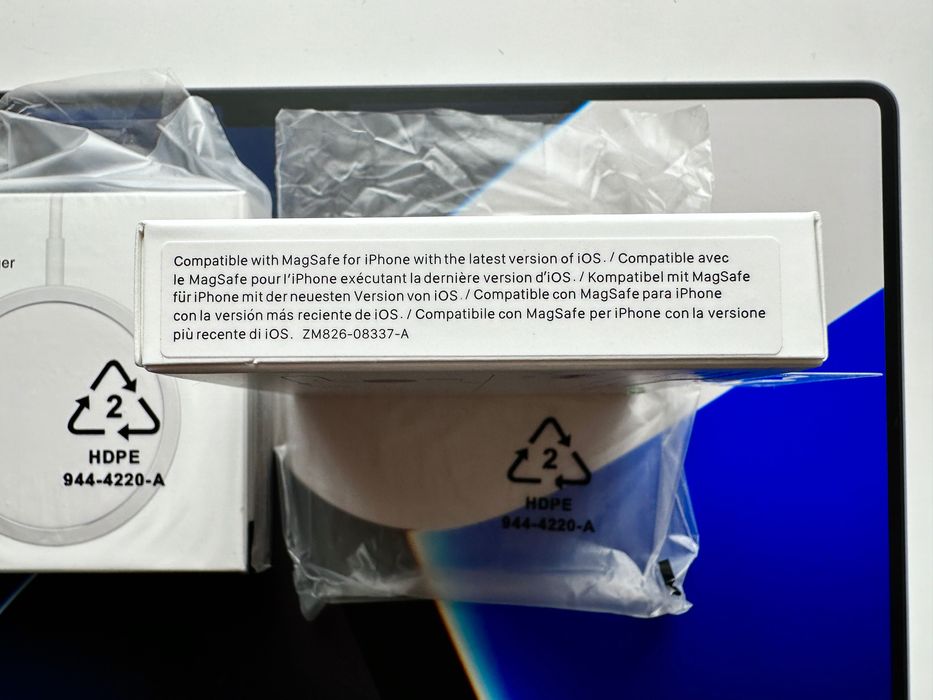 er
Compatible with MagSafe for iPhone with the latest version of iOS. / Compatible avec
le MagSafe pour l'iPhone exécutant la dernière version d'iOS. / Kompatibel mit MagSafe
für iPhone mit der neuesten Version von iOS. / Compatible con MagSafe para iPhone
con la versión más reciente de iOS. / Compatibile con MagSafe per iPhone con la versione
più recente di iOS. ZM826-08337-A
2
HDPE
944-4220-A
2
HDPE
944-4220-A